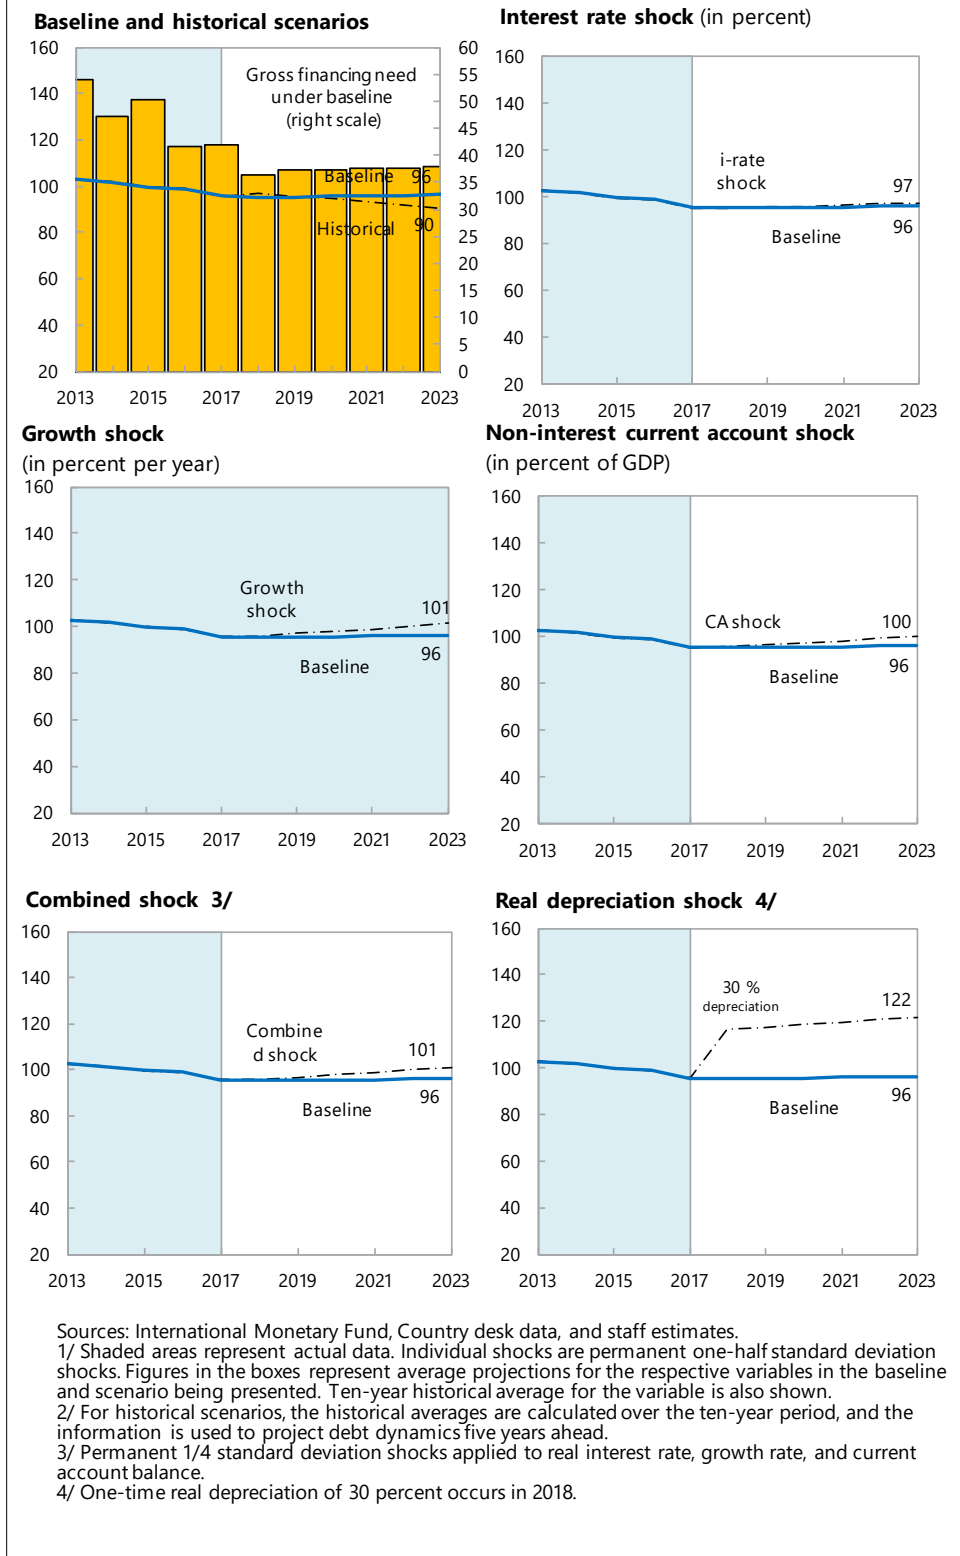 Baseline and historical scenarios
160
140
120
100
80
60
40
20
60
55
50
45
40
35
30
25
20
15
10
5
0
Gross financing need
under baseline
(right scale)
Baseline 96
Historical 90
2013 2015 2017 2019 2021 2023
Interest rate shock (in percent)
160
140
120
100
80
60
40
20
i-rate
shock
97
96
Baseline
2013 2015 2017 2019 2021 2023
Growth shock
(in percent per year)
160
140
120
100
80
60
40
20
Growth
shock
101
96
Baseline
2013 2015 2017 2019 2021 2023
Non-interest current account shock
(in percent of GDP)
160
140
120
100
80
60
40
20
CA shock
100
96
Baseline
2013 2015 2017 2019 2021 2023
Combined shock 3/
160
140
120
100
80
60
40
20
Combine
d shock
101
96
Baseline
2013 2015 2017 2019 2021 2023
Real depreciation shock 4/
160
140
120
100
80
60
40
20
30 %
depreciation
122
96
Baseline
2013 2015 2017 2019 2021 2023
Sources: International Monetary Fund, Country desk data, and staff estimates.
1/ Shaded areas represent actual data. Individual shocks are permanent one-half standard deviation
shocks. Figures in the boxes represent average projections for the respective variables in the baseline
and scenario being presented. Ten-year historical average for the variable is also shown.
2/ For historical scenarios, the historical averages are calculated over the ten-year period, and the
information is used to project debt dynamics five years ahead.
3/ Permanent 1/4 standard deviation shocks applied to real interest rate, growth rate, and current
account balance.
4/ One-time real depreciation of 30 percent occurs in 2018.